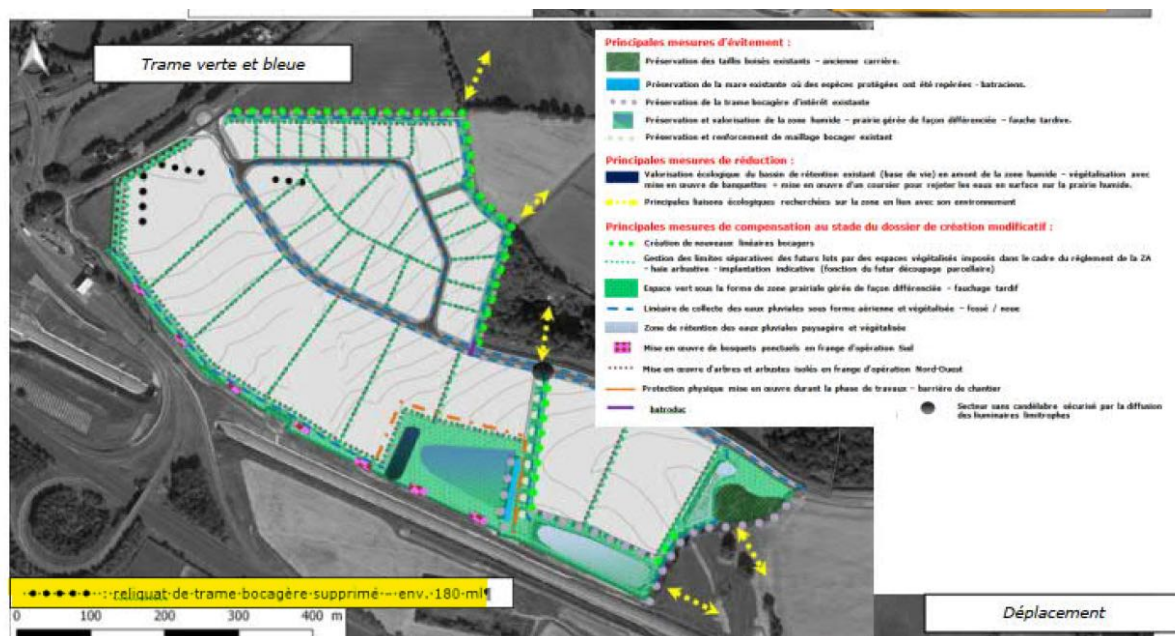 Trame verte et bleue
Principales mesures d'évitement :
Préservation des taillis boisés existants – ancienne carrière.
Préservation de la mare existante où des espèces protégées ont été repérées - batraciens.
Préservation de la trame bocagère d'intérêt existante
Préservation et valorisation de la zone humide – prairie gérée de façon différenciée – fauche tardive.
Préservation et renforcement de maillage bocager existant
Principales mesures de réduction :
Valorisation écologique du bassin de rétention existant (base de vie) en amont de la zone humide – végétalisation avec
mise en œuvre de banquettes + mise en œuvre d'un coursier pour rejeter les eaux en surface sur la prairie humide.
Principales liaisons écologiques recherchées sur la zone en lien avec son environnement
Principales mesures de compensation au stade du dossier de création modificatif :
Création de nouveaux linéaires bocagers
Gestion des limites séparatives des futurs lots par des espaces végétalisés imposés dans le cadre du règlement de la ZA
- haie arbustive - implantation indicative (fonction du futur découpage parcellaire)
Espace vert sous la forme de zone prairiale gérée de façon différenciée - fauchage tardif
Linéaire de collecte des eaux pluviales sous forme aérienne et végétalisée – fossé / noue
Zone de rétention des eaux pluviales paysagère et végétalisée
Mise en œuvre de bosquets ponctuels en frange d'opération Sud
Mise en œuvre d'arbres et arbustes isolés en frange d'opération Nord-Ouest
Protection physique mise en œuvre durant la phase de travaux – barrière de chantier
batroduc
Secteur sans candélabre sécurisé par la diffusion
des luminaires limitrophes
: reliquat de trame bocagère supprimé – env. 180 ml¶
0 100 200 300 400 m
Déplacement